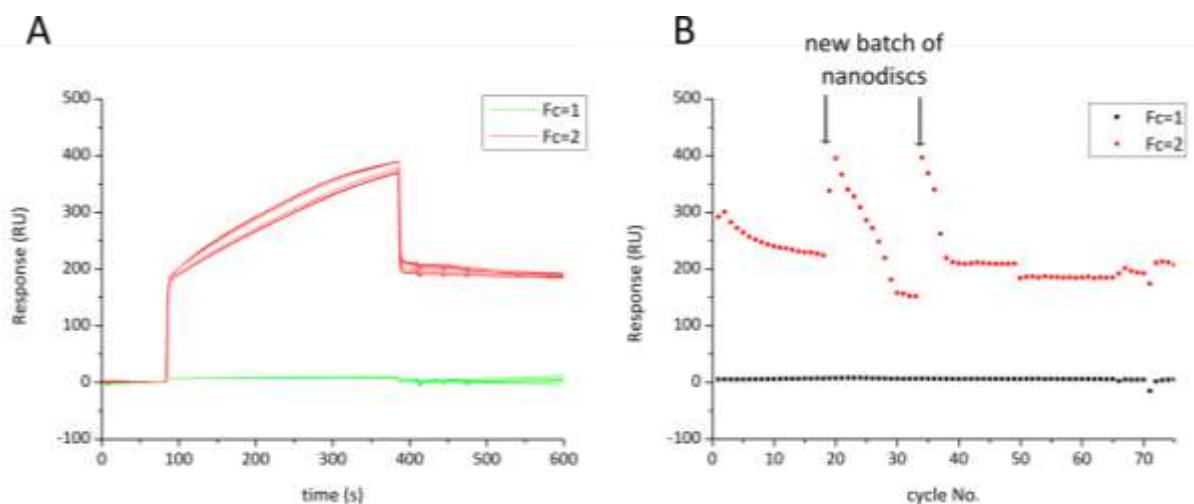 A
500
400
300
200
100
0
-100
Response (RU)
0 100 200 300 400 500 600
time (s)
Fc=1
Fc=2
B
new batch of
nanodiscs
500
400
300
200
100
0
-100
Response (RU)
0 10 20 30 40 50 60 70
cycle No.
Fc=1
Fc=2